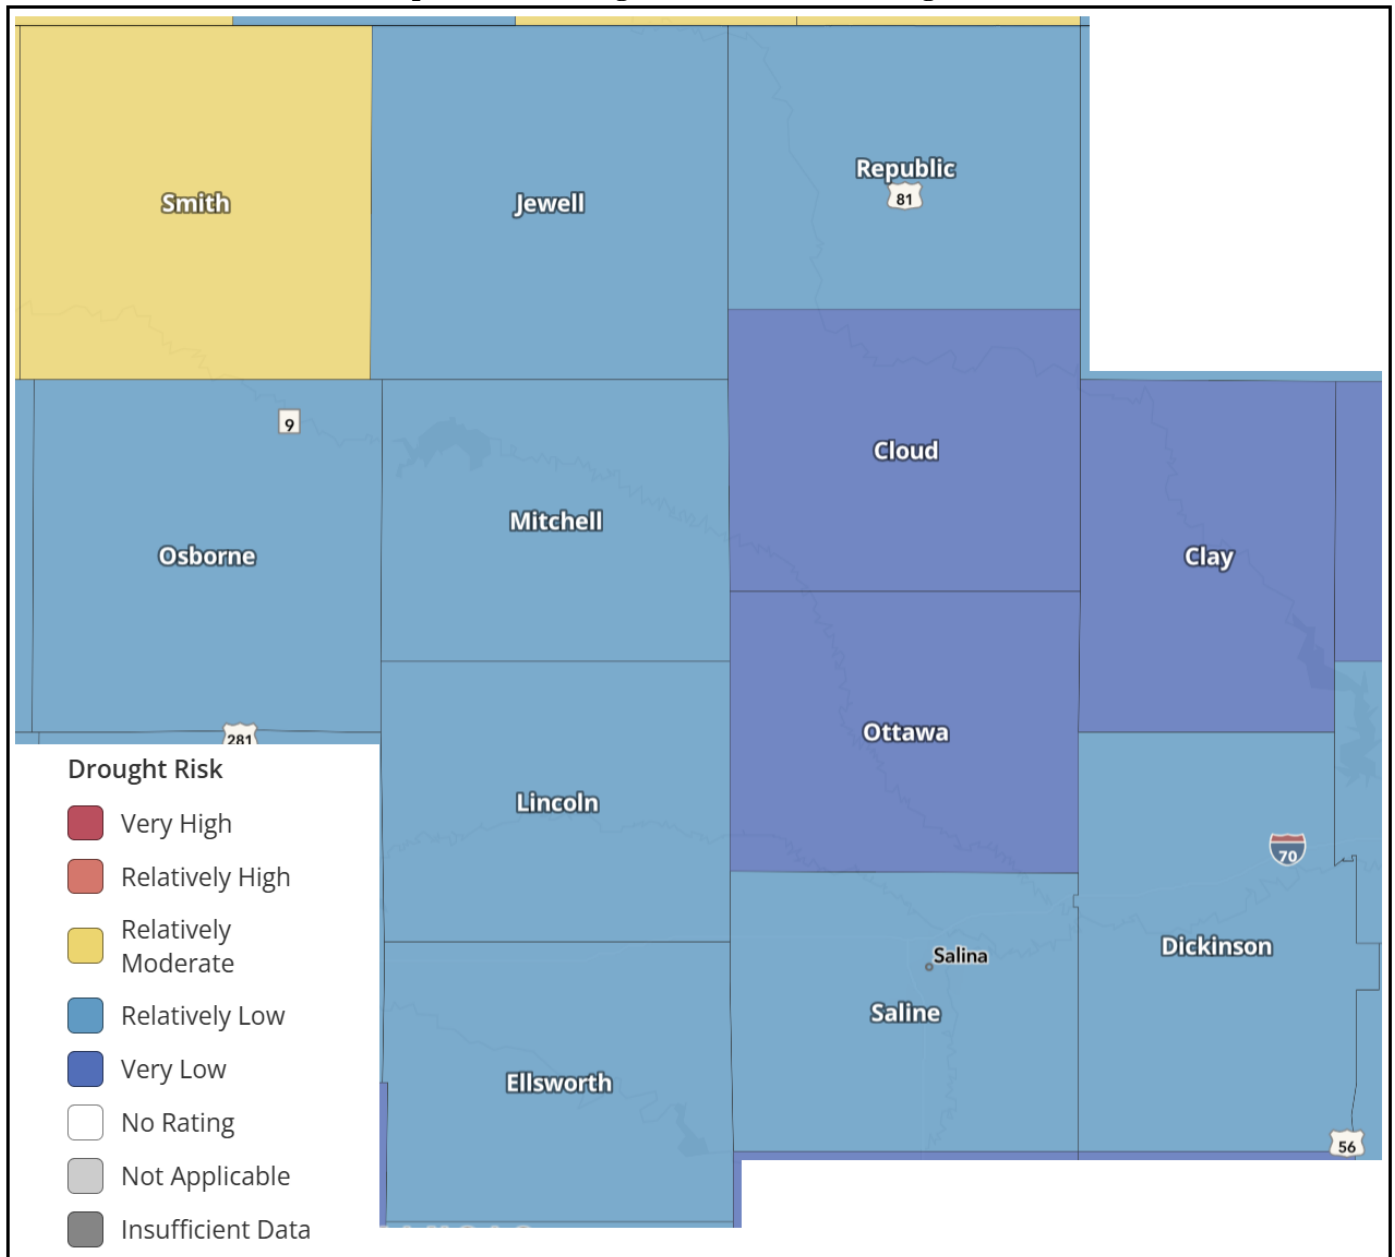 Smith
Jewell
Republic
81
Cloud
9
Mitchell
Osborne
Clay
Ottawa
281
Lincoln
70
Dickinson
Salina
Saline
Ellsworth
56
Drought Risk
Very High
Relatively High
Relatively
Moderate
Relatively Low
Very Low
No Rating
Not Applicable
Insufficient Data